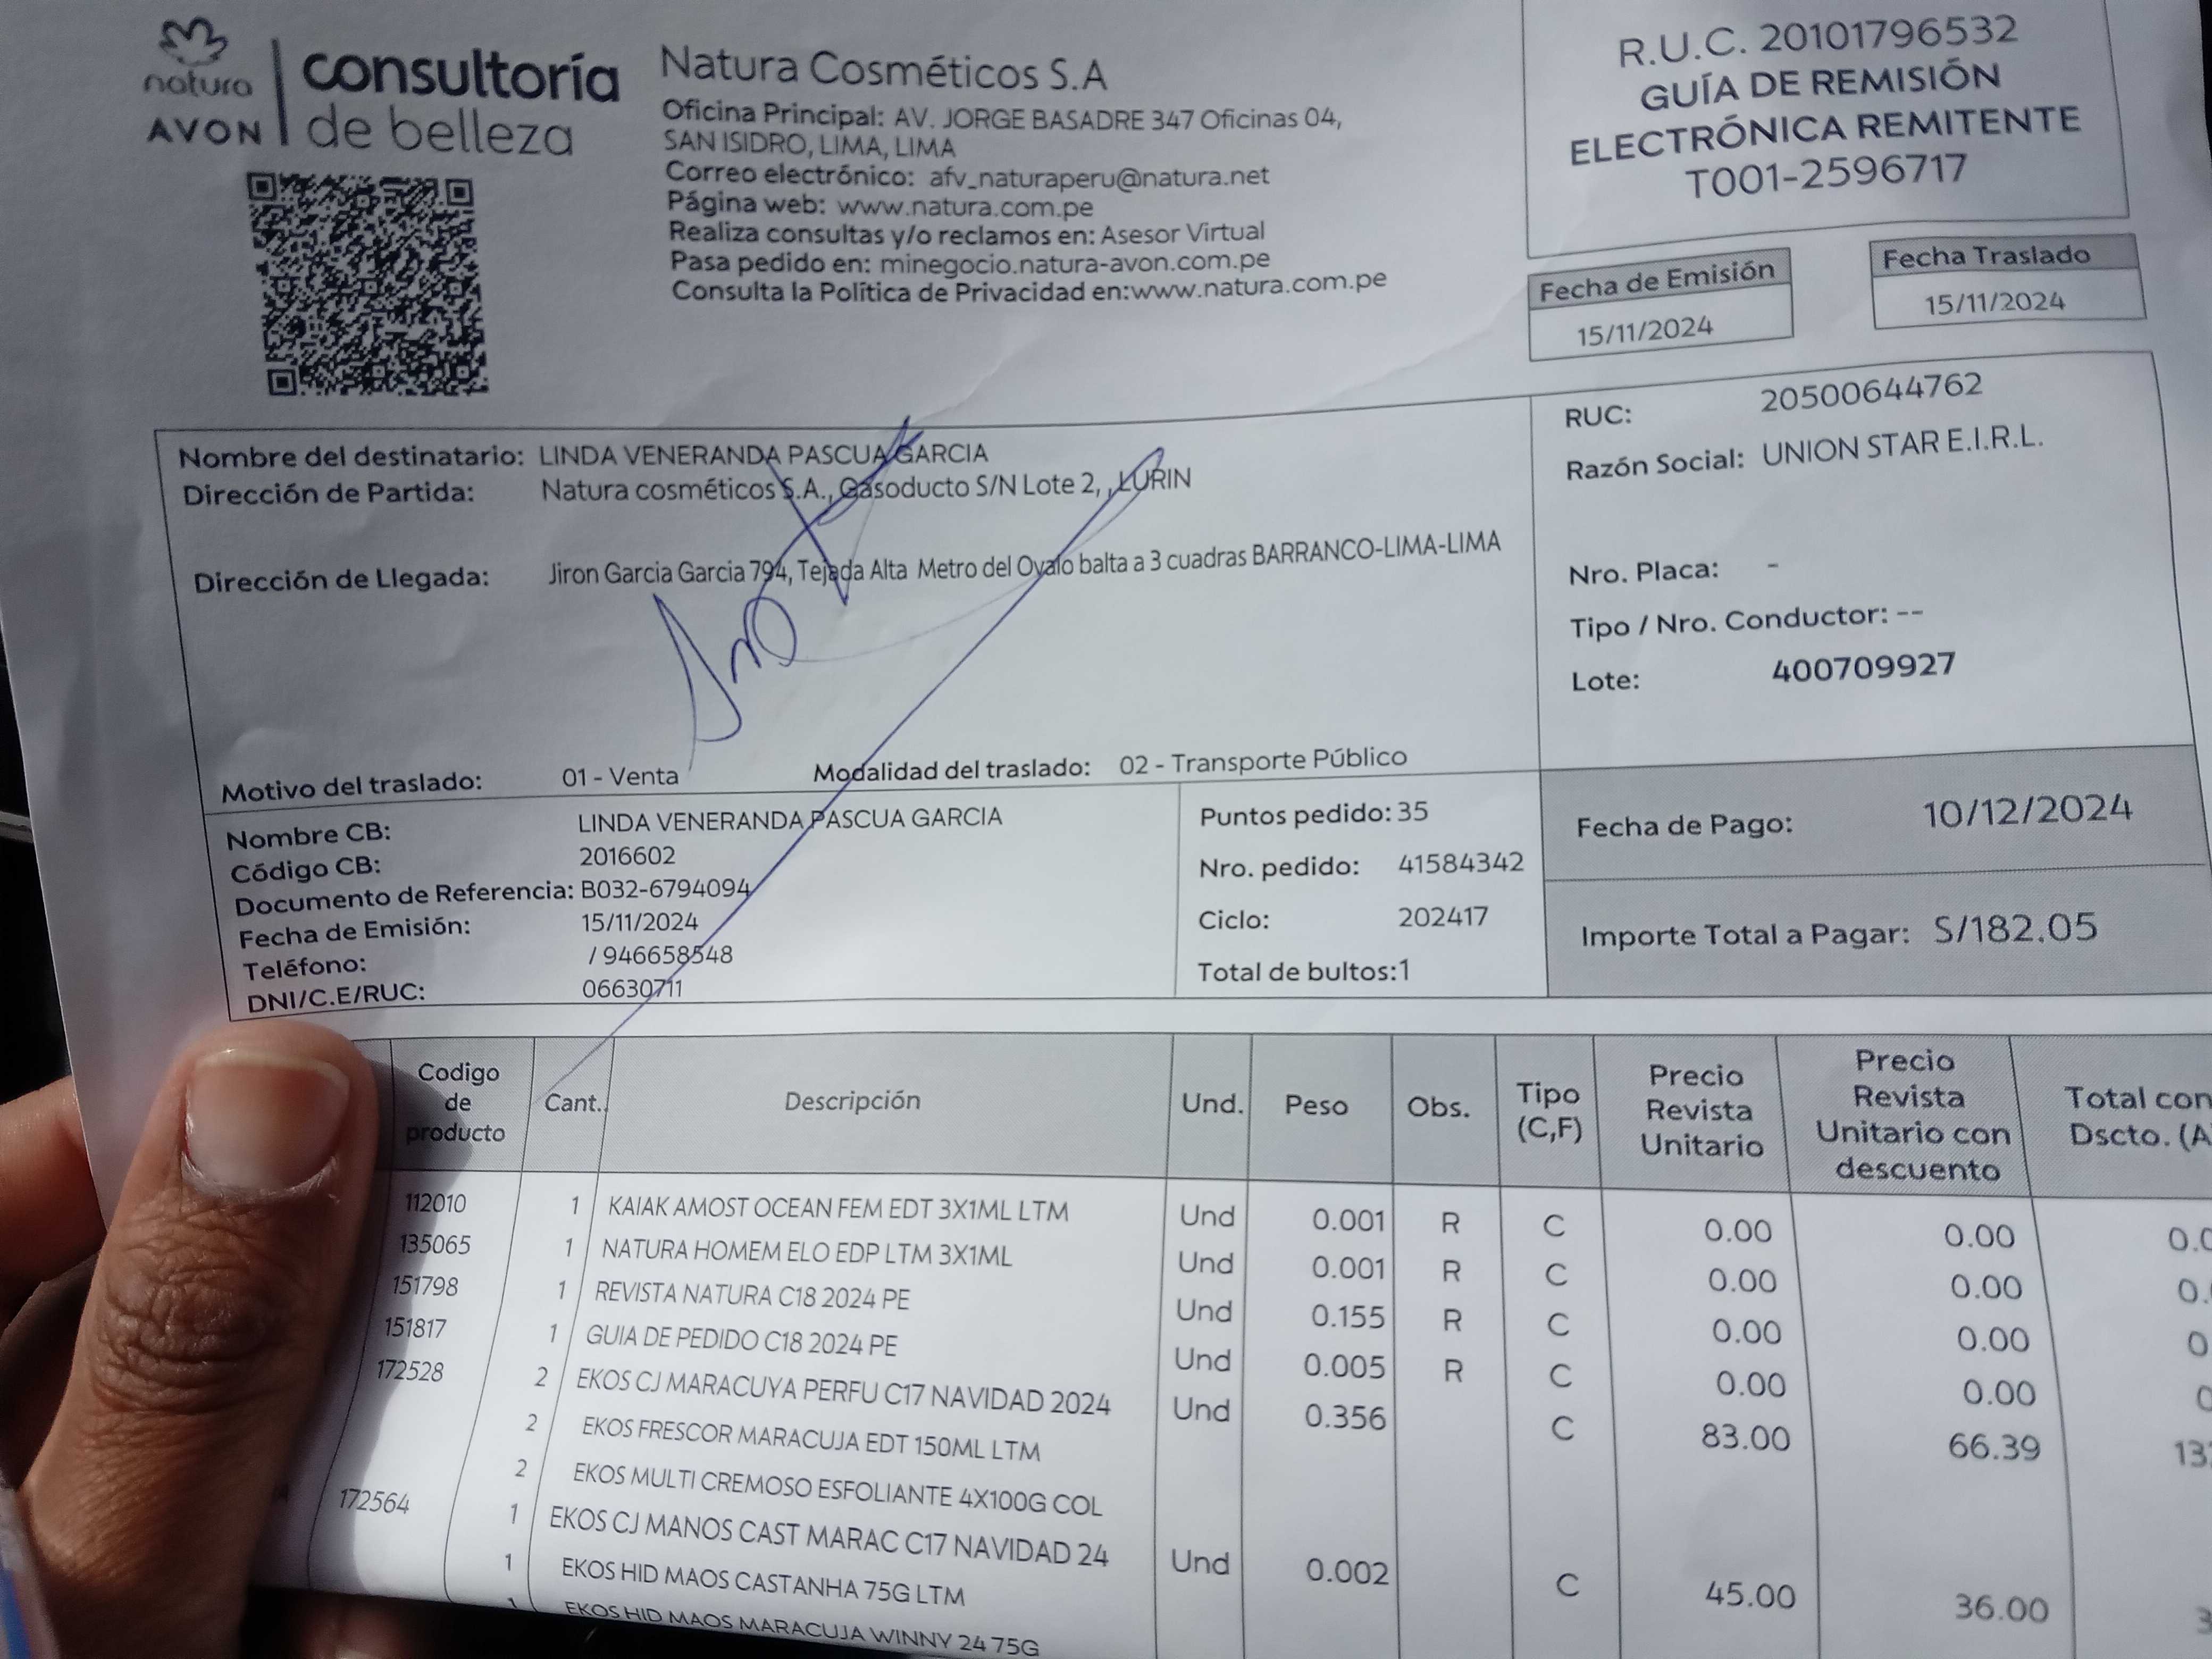 natura
AVON
consultoría
de belleza
Natura Cosméticos S.A
Oficina Principal: AV. JORGE BASADRE 347 Oficinas 04,
SAN ISIDRO, LIMA, LIMA
Correo electrónico: afv_naturaperu@natura.net
Página web: www.natura.com.pe
Realiza consultas y/o reclamos en: Asesor Virtual
Pasa pedido en: minegocio.natura-avon.com.pe
Consulta la Política de Privacidad en:www.natura.com.pe
R.U.C. 20101796532
GUÍA DE REMISIÓN
ELECTRÓNICA REMITENTE
T001-2596717
Fecha de Emisión
15/11/2024
Fecha Traslado
15/11/2024
Nombre del destinatario: LINDA VENERANDA PASCUA GARCIA
Dirección de Partida: Natura cosméticos S.A., Gasoducto S/N Lote 2, , LURIN
Dirección de Llegada: Jiron Garcia Garcia 794, Tejada Alta Metro del Ovalo balta a 3 cuadras BARRANCO-LIMA-LIMA
Motivo del traslado: 01 - Venta Modalidad del traslado: 02 - Transporte Público
RUC: 20500644762
Razón Social: UNION STAR E.I.R.L.
Nro. Placa: -
Tipo / Nro. Conductor: --
Lote: 400709927
Nombre CB: LINDA VENERANDA PASCUA GARCIA
Código CB: 2016602
Documento de Referencia: B032-6794094
Fecha de Emisión: 15/11/2024
Teléfono: / 946658548
DNI/C.E/RUC: 06630711
Puntos pedido: 35
Nro. pedido: 41584342
Ciclo: 202417
Total de bultos:1
Fecha de Pago: 10/12/2024
Importe Total a Pagar: S/182.05
Codigo de producto Cant. Descripción Und. Peso Obs. Tipo (C,F) Precio Revista Unitario Precio Revista Unitario con descuento Total con Dscto.
112010 1 KAIAK AMOST OCEAN FEM EDT 3X1ML LTM Und 0.001 R C 0.00 0.00
135065 1 NATURA HOMEM ELO EDP LTM 3X1ML Und 0.001 R C 0.00 0.00
151798 1 REVISTA NATURA C18 2024 PE Und 0.155 R C 0.00 0.00
151817 1 GUIA DE PEDIDO C18 2024 PE Und 0.005 R C 0.00 0.00
172528 2 EKOS CJ MARACUYA PERFU C17 NAVIDAD 2024 Und 0.356 C 83.00 66.39
2 EKOS FRESCOR MARACUJA EDT 150ML LTM
2 EKOS MULTI CREMOSO ESFOLIANTE 4X100G COL
172564 1 EKOS CJ MANOS CAST MARAC C17 NAVIDAD 24 Und 0.002 C 45.00 36.00
1 EKOS HID MAOS CASTANHA 75G LTM
1 EKOS HID MAOS MARACUJA WINNY 24 75G